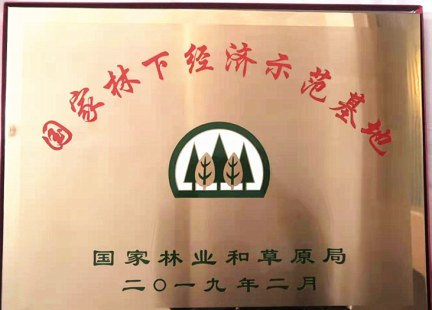 国家林下经济示范基地
国家林业和草原局
二〇一九年二月